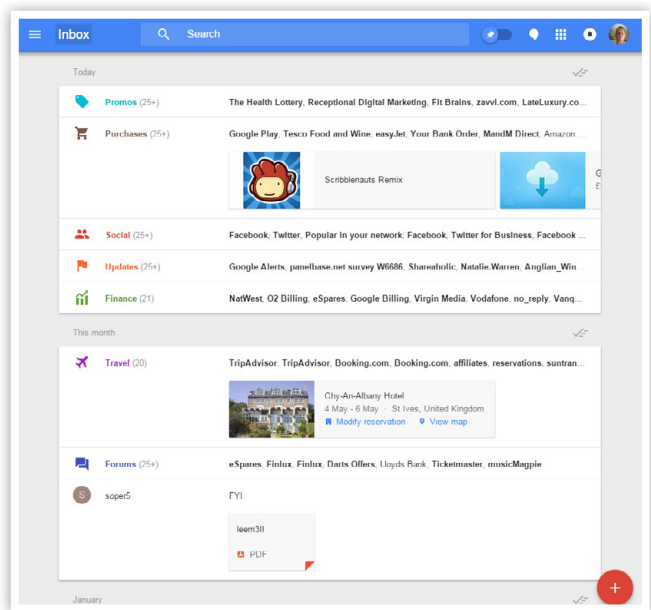 Inbox
Search
Today
Promos (25+) The Health Lottery, Receptional Digital Marketing, Fit Brains, zavvi.com, LateLuxury.co...
Purchases (25+) Google Play, Tesco Food and Wine, easyJet, Your Bank Order, MandM Direct, Amazon ...
Scribblenauts Remix
G
£
Social (25+) Facebook, Twitter, Popular in your network, Facebook, Twitter for Business, Facebook ...
Updates (25+) Google Alerts, panelbase.net survey W6686, Shareaholic, Natalie.Warren, Anglian_Win...
Finance (21) NatWest, O2 Billing, eSpares, Google Billing, Virgin Media, Vodafone, no_reply, Vanq...
This month
Travel (20) TripAdvisor, TripAdvisor, Booking.com, Booking.com, affiliates, reservations, suntran...
Chy-An-Albany Hotel
4 May - 6 May · St Ives, United Kingdom
Modify reservation View map
Forums (25+) eSpares, Finlux, Finlux, Darts Offers, Lloyds Bank, Ticketmaster, musicMagpie
S soper5 FYI
leem3ll
PDF
January